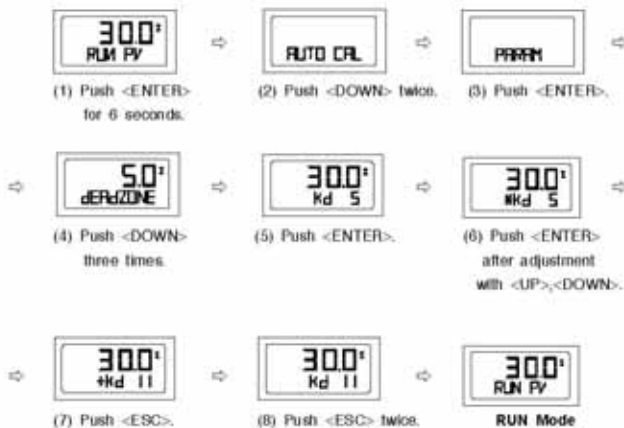 30.0%
RUN PV
(1) Push <ENTER>
for 6 seconds.
AUTO CAL
(2) Push <DOWN> twice.
PARAM
(3) Push <ENTER>.
5.0%
dEAdZONE
(4) Push <DOWN>
three times.
30.0%
Kd 5
(5) Push <ENTER>.
30.0%
*Kd 5
(6) Push <ENTER>
after adjustment
with <UP>,<DOWN>.
30.0%
+Kd 11
(7) Push <ESC>.
30.0%
Kd 11
(8) Push <ESC> twice.
30.0%
RUN PV
RUN Mode